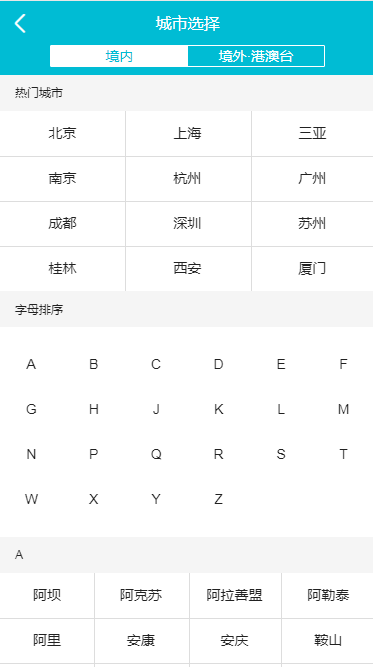 城市选择
境内 境外·港澳台
热门城市
北京 上海 三亚
南京 杭州 广州
成都 深圳 苏州
桂林 西安 厦门
字母排序
A B C D E F
G H J K L M
N P Q R S T
W X Y Z
A
阿坝 阿克苏 阿拉善盟 阿勒泰
阿里 安康 安庆 鞍山